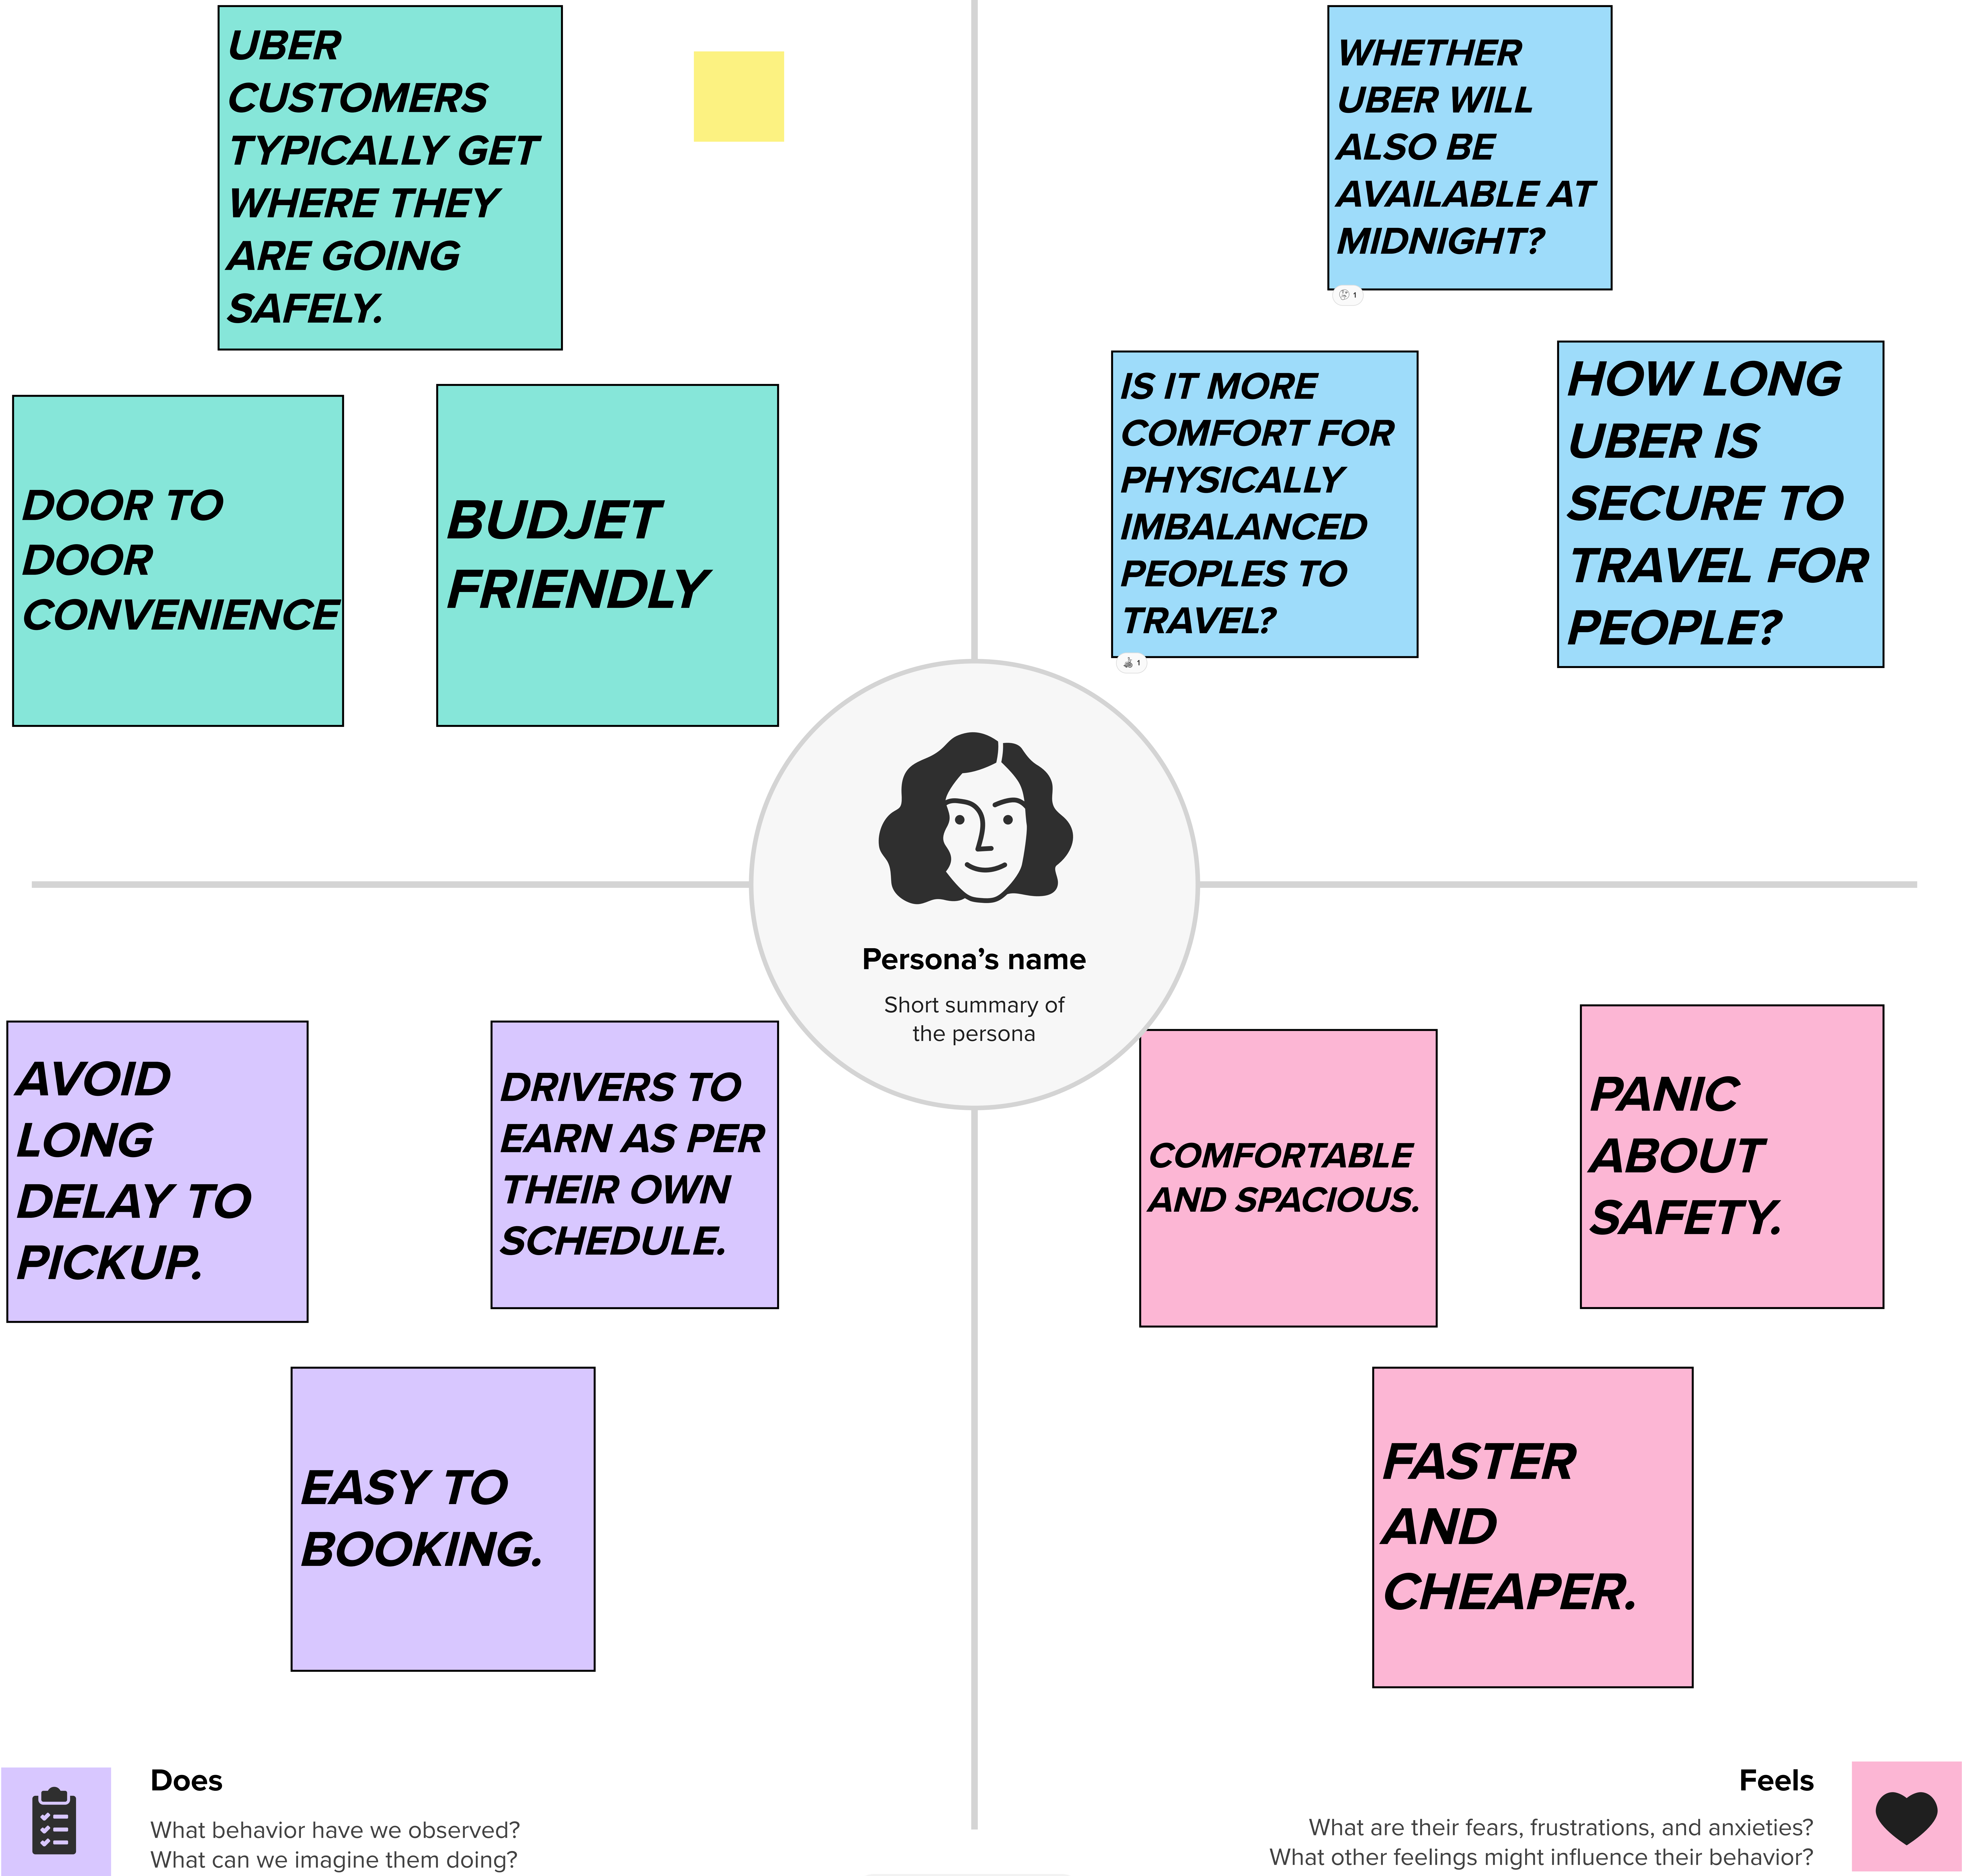 UBER
CUSTOMERS
TYPICALLY GET
WHERE THEY
ARE GOING
SAFELY.
DOOR TO
DOOR
CONVENIENCE
BUDJET
FRIENDLY
WHETHER
UBER WILL
ALSO BE
AVAILABLE AT
MIDNIGHT?
1
IS IT MORE
COMFORT FOR
PHYSICALLY
IMBALANCED
PEOPLES TO
TRAVEL?
1
HOW LONG
UBER IS
SECURE TO
TRAVEL FOR
PEOPLE?
Persona’s name
Short summary of
the persona
AVOID
LONG
DELAY TO
PICKUP.
DRIVERS TO
EARN AS PER
THEIR OWN
SCHEDULE.
EASY TO
BOOKING.
COMFORTABLE
AND SPACIOUS.
PANIC
ABOUT
SAFETY.
FASTER
AND
CHEAPER.
Does
What behavior have we observed?
What can we imagine them doing?
Feels
What are their fears, frustrations, and anxieties?
What other feelings might influence their behavior?